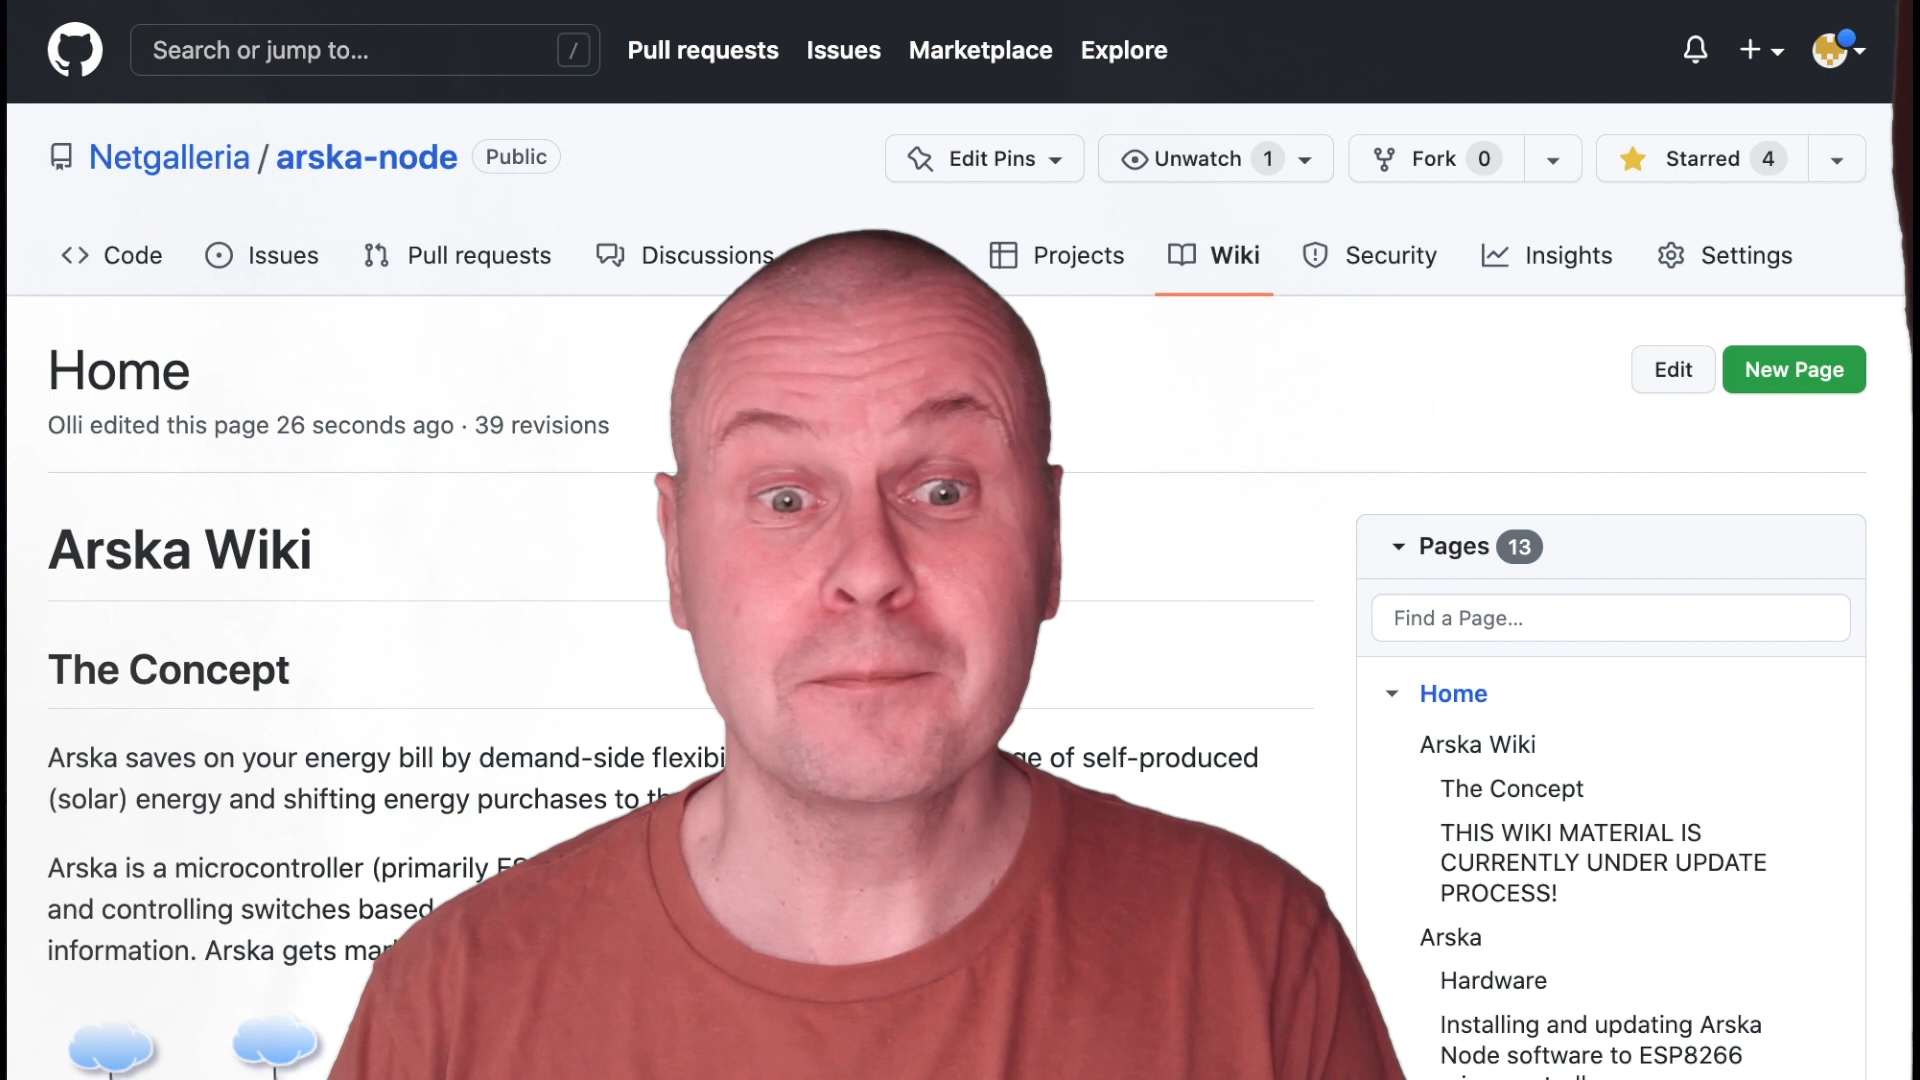 Search or jump to... /
Pull requests Issues Marketplace Explore
Netgalleria / arska-node Public
Edit Pins Unwatch 1 Fork 0 Starred 4
Code Issues Pull requests Discussions Projects Wiki Security Insights Settings
Home
Edit New Page
Olli edited this page 26 seconds ago · 39 revisions
Arska Wiki
The Concept
Arska saves on your energy bill by demand-side of self-produced
(solar) energy and shifting energy purchases to
Arska is a microcontroller (primarily
and controlling switches based
information. Arska gets
Pages 13
Find a Page...
Home
Arska Wiki
The Concept
THIS WIKI MATERIAL IS
CURRENTLY UNDER UPDATE
PROCESS!
Arska
Hardware
Installing and updating Arska
Node software to ESP8266